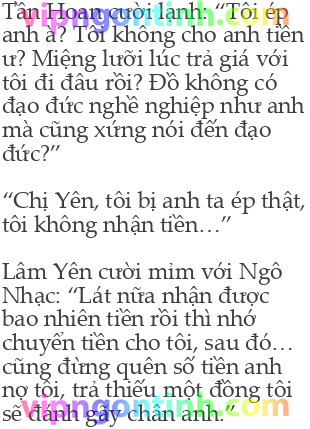 Tần Hoan cười lạnh: “Tôi ép
anh à? Tôi không cho anh tiền
ư? Miệng lưỡi lúc trả giá với
tôi đi đâu rồi? Đồ không có
đạo đức nghề nghiệp như anh
mà cũng xứng nói đến đạo
đức?”
“Chị Yên, tôi bị anh ta ép thật,
tôi không nhận tiền…”
Lâm Yên cười mỉm với Ngô
Nhạc: “Lát nữa nhận được
bao nhiên tiền rồi thì nhớ
chuyển tiền cho tôi, sau đó…
cũng đừng quên số tiền anh
nợ tôi, trả thiếu một đồng tôi
sẽ đánh gãy chân anh.”
vipngontinh.com
vipngontinh.com